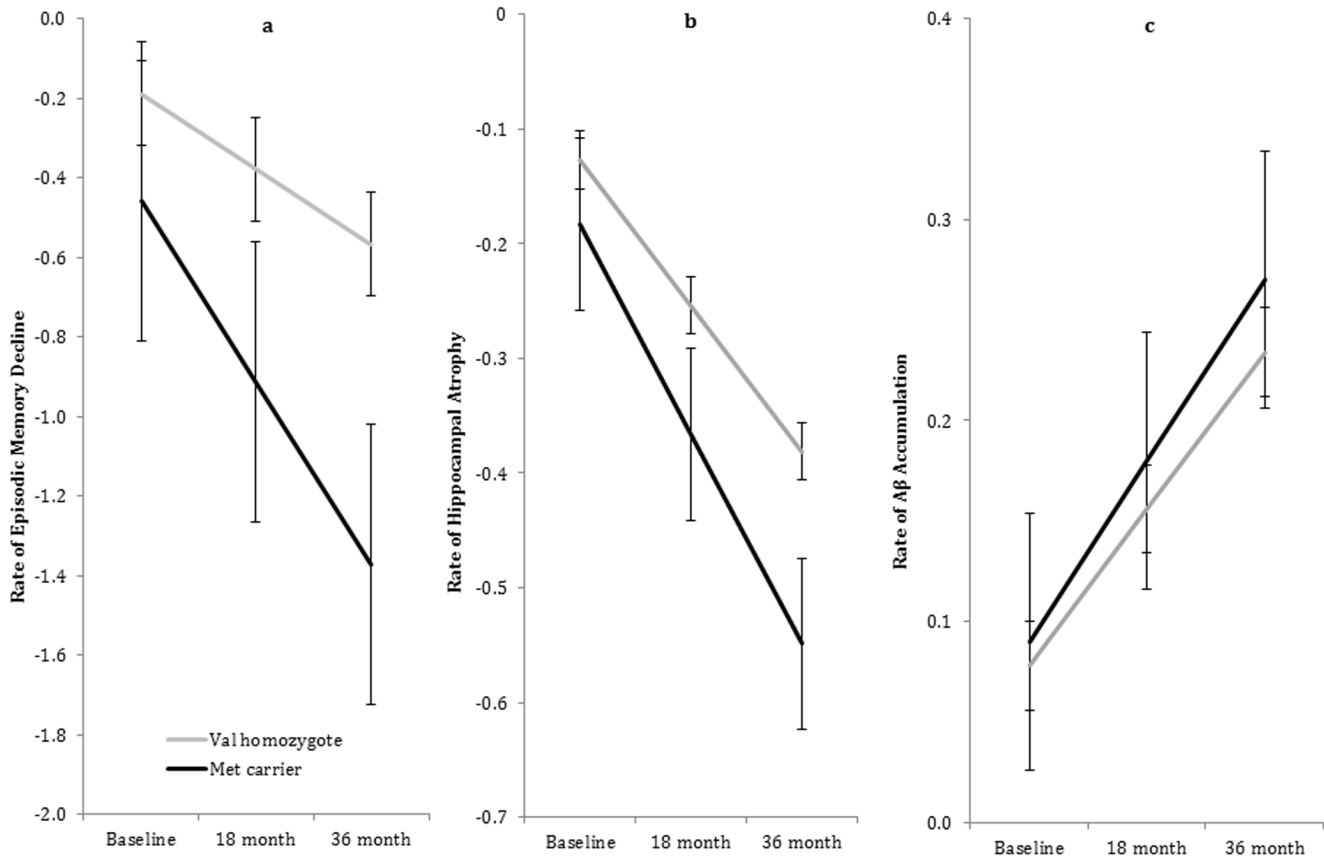 a
Rate of Episodic Memory Decline
0.0
-0.2
-0.4
-0.6
-0.8
-1.0
-1.2
-1.4
-1.6
-1.8
-2.0
Val homozygote
Met carrier
Baseline 18 month 36 month
b
Rate of Hippocampal Atrophy
0
-0.1
-0.2
-0.3
-0.4
-0.5
-0.6
-0.7
Baseline 18 month 36 month
c
Rate of Aβ Accumulation
0.4
0.3
0.2
0.1
0.0
Baseline 18 month 36 month